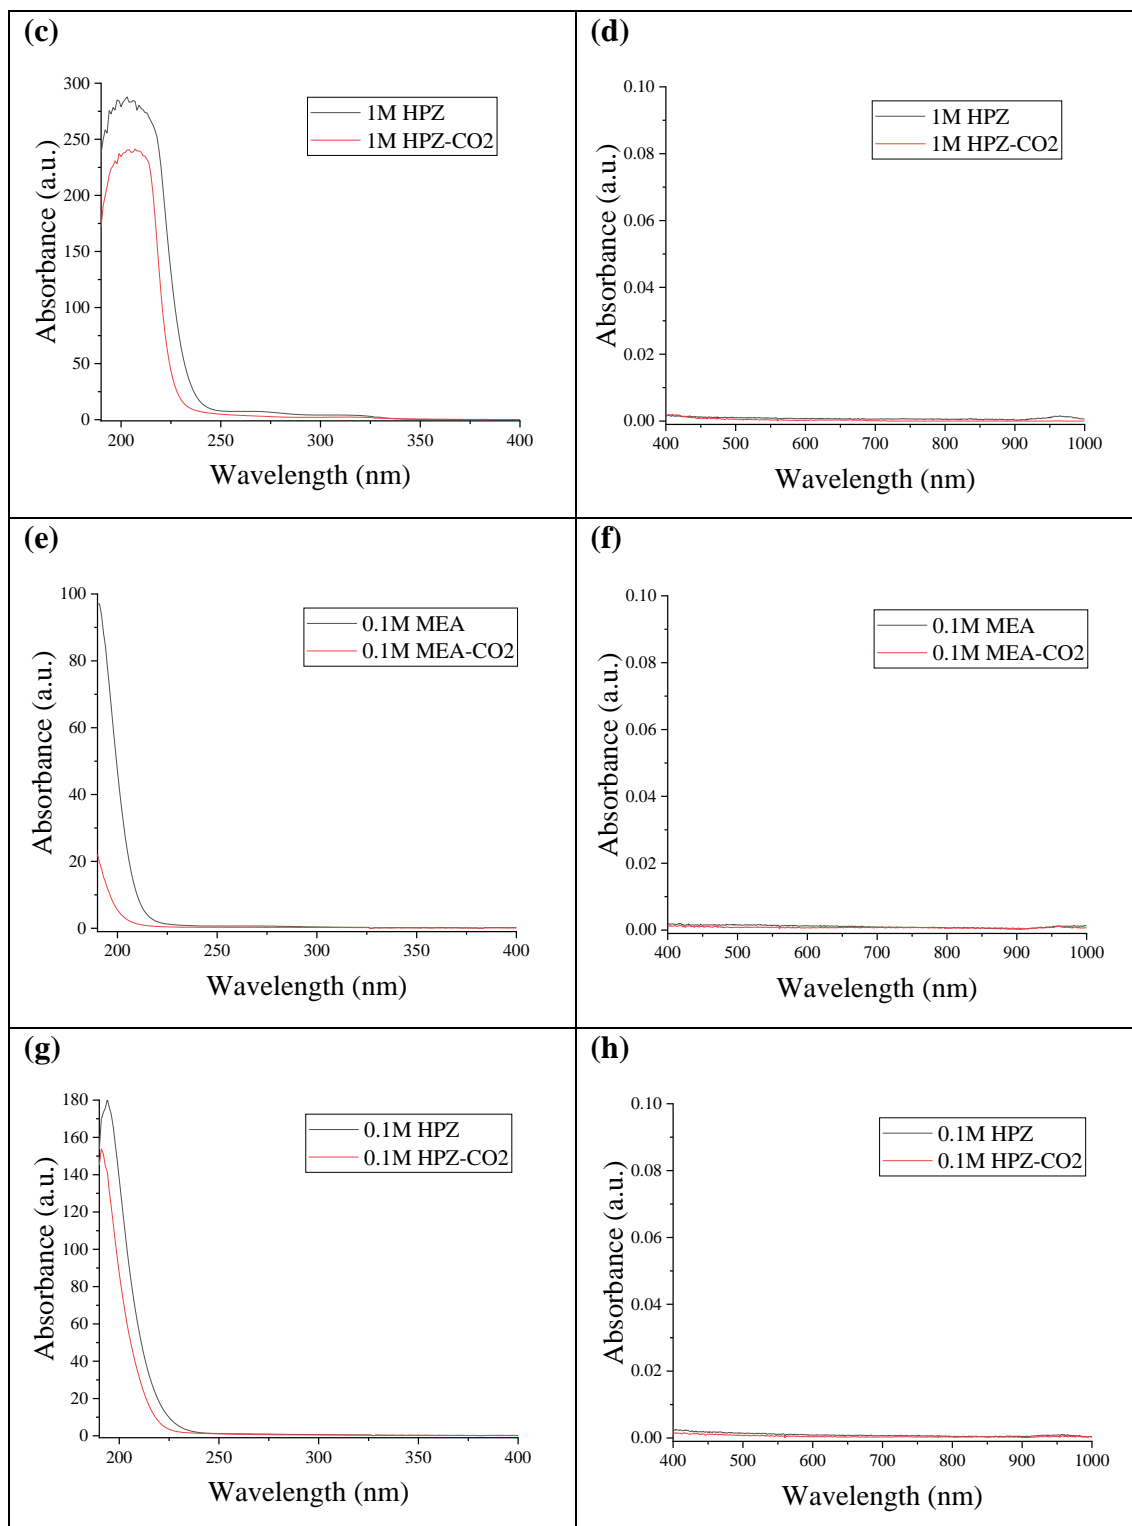 (c)
300
250
200
150
100
50
0
200 250 300 350 400
Absorbance (a.u.)
Wavelength (nm)
1M HPZ
1M HPZ-CO2
(d)
0.10
0.08
0.06
0.04
0.02
0.00
400 500 600 700 800 900 1000
Absorbance (a.u.)
Wavelength (nm)
1M HPZ
1M HPZ-CO2
(e)
100
80
60
40
20
0
200 250 300 350 400
Absorbance (a.u.)
Wavelength (nm)
0.1M MEA
0.1M MEA-CO2
(f)
0.10
0.08
0.06
0.04
0.02
0.00
400 500 600 700 800 900 1000
Absorbance (a.u.)
Wavelength (nm)
0.1M MEA
0.1M MEA-CO2
(g)
180
160
140
120
100
80
60
40
20
0
200 250 300 350 400
Absorbance (a.u.)
Wavelength (nm)
0.1M HPZ
0.1M HPZ-CO2
(h)
0.10
0.08
0.06
0.04
0.02
0.00
400 500 600 700 800 900 1000
Absorbance (a.u.)
Wavelength (nm)
0.1M HPZ
0.1M HPZ-CO2